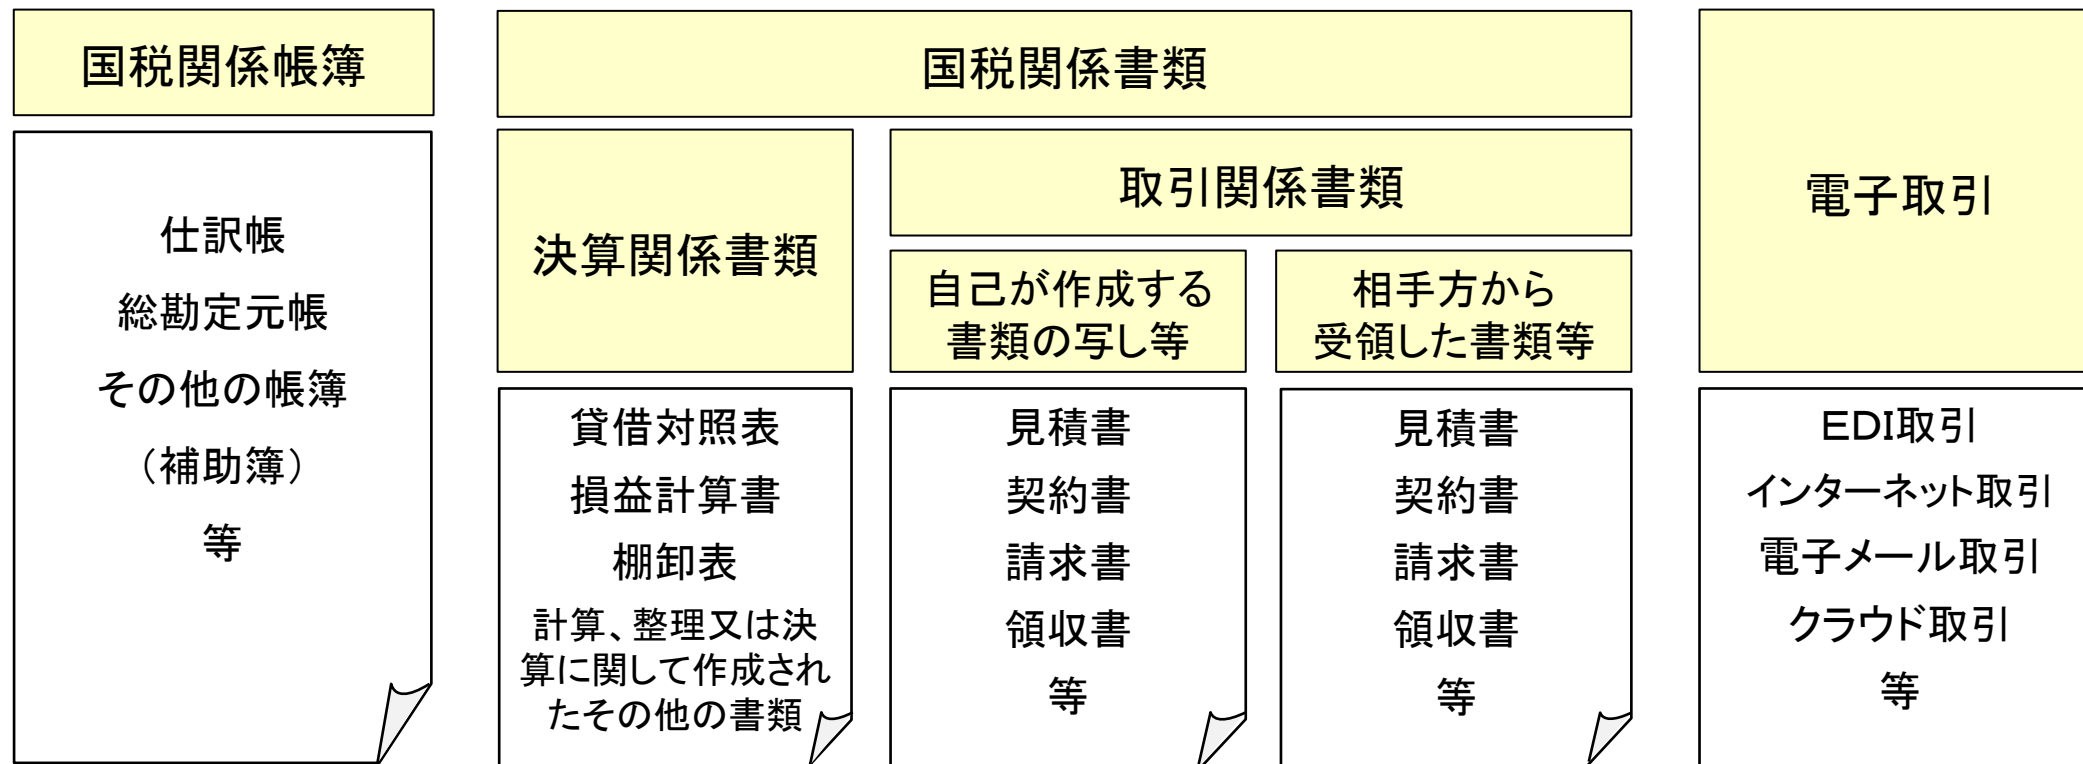 国税関係帳簿
仕訳帳
総勘定元帳
その他の帳簿
（補助簿）
等
国税関係書類
決算関係書類
貸借対照表
損益計算書
棚卸表
計算、整理又は決
算に関して作成され
たその他の書類
取引関係書類
自己が作成する
書類の写し等
見積書
契約書
請求書
領収書
等
相手方から
受領した書類等
見積書
契約書
請求書
領収書
等
電子取引
EDI取引
インターネット取引
電子メール取引
クラウド取引
等